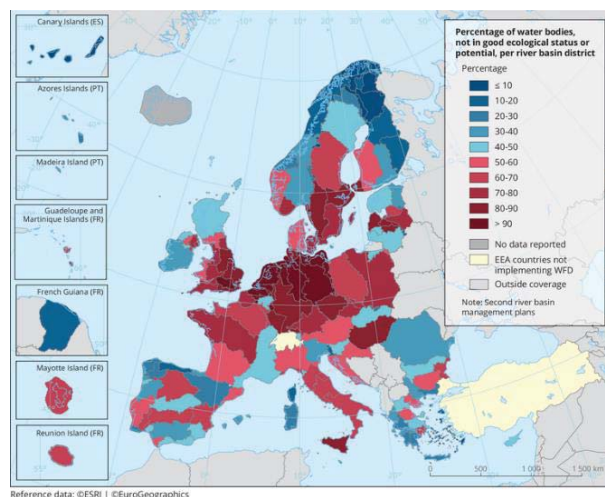 Canary Islands (ES)
Azores Islands (PT)
Madeira Island (PT)
Guadeloupe and
Martinique Islands (FR)
French Guiana (FR)
Mayotte Island (FR)
Reunion Island (FR)
Percentage of water bodies,
not in good ecological status or
potential, per river basin district
Percentage
≤ 10
10-20
20-30
30-40
40-50
50-60
60-70
70-80
80-90
> 90
No data reported
EEA countries not
implementing WFD
Outside coverage
Note: Second river basin
management plans
0 500 1 000 1 500 km
Reference data: ©ESRI | ©EuroGeographics